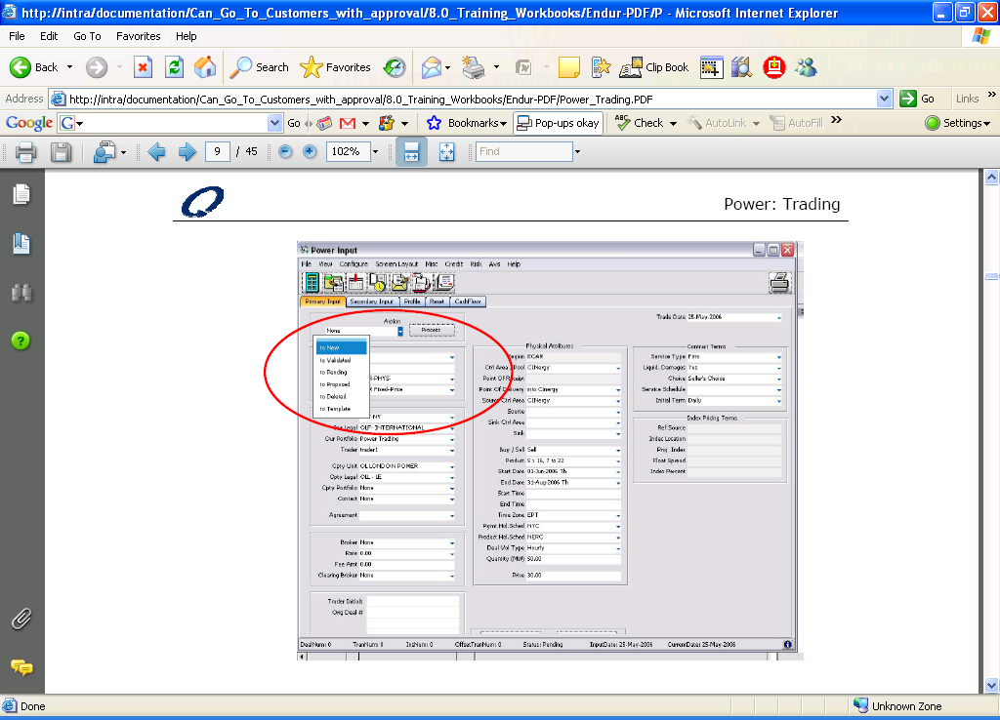 http://intra/documentation/Can_Go_To_Customers_with_approval/8.0_Training_Workbooks/Endur-PDF/P - Microsoft Internet Explorer
File Edit Go To Favorites Help
Back Search Favorites Clip Book
Address http://intra/documentation/Can_Go_To_Customers_with_approval/8.0_Training_Workbooks/Endur-PDF/Power_Trading.PDF Go Links »
Google G Go Bookmarks Pop-ups okay ABC Check AutoLink AutoFill » Settings
9 / 45 102% Find
Power: Trading
Power Input
File View Configure Screen Layout Misc Credit Risk Avs Help
Primary Input Secondary Input Profile Reset CashFlow
Trade Date 25-May-2006
Action
None Process
to New
to Validated
to Pending
to Proposed
to Deleted
to Template
R-PHYS-
R Fixed-Price
-NY
Our Legal OLF- INTERNATIONAL
Our Portfolio Power Trading
Trader trader1
Cpty Unit OLLONDON POWER
Cpty Legal OLL - LE
Cpty Portfolio None
Contact None
Agreement
Broker None
Rate 0.00
Fee Amt 0.00
Clearing Broker None
Trader Initials
Orig Deal #
Physical Attributes
Region ECAR
Ctrl Area / Pool CINergy
Point Of Receipt
Point Of Delivery Into Cinergy
Source Ctrl Area CINergy
Source
Sink Ctrl Area
Sink
Buy / Sell Sell
Product 5 x 16, 7 to 22
Start Date 01-Jun-2006 Th
End Date 31-Aug-2006 Th
Start Time
End Time
Time Zone EPT
Pymt Hol.Sched NYC
Product Hol.Sched NERC
Deal Vol Type Hourly
Quantity (MW) 50.00
Price 30.00
Contract Terms
Service Type Firm
Liquid. Damages Yes
Choice Seller's Choice
Service Schedule
Initial Term Daily
Index Pricing Terms
Ref Source
Index Location
Proj. Index
Float Spread
Index Percent
DealNum: 0 TranNum: 0 InsNum: 0 OffsetTranNum: 0 Status: Pending InputDate: 25-May-2006 CurrentDate: 25-May-2006
Done Unknown Zone